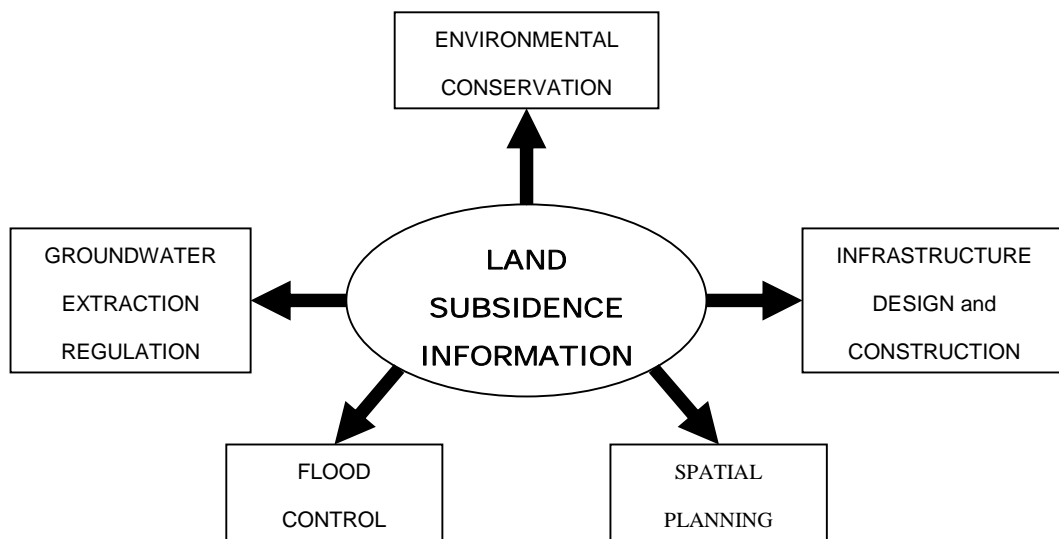 ENVIRONMENTAL
CONSERVATION
GROUNDWATER
EXTRACTION
REGULATION
LAND
SUBSIDENCE
INFORMATION
INFRASTRUCTURE
DESIGN and
CONSTRUCTION
FLOOD
CONTROL
SPATIAL
PLANNING